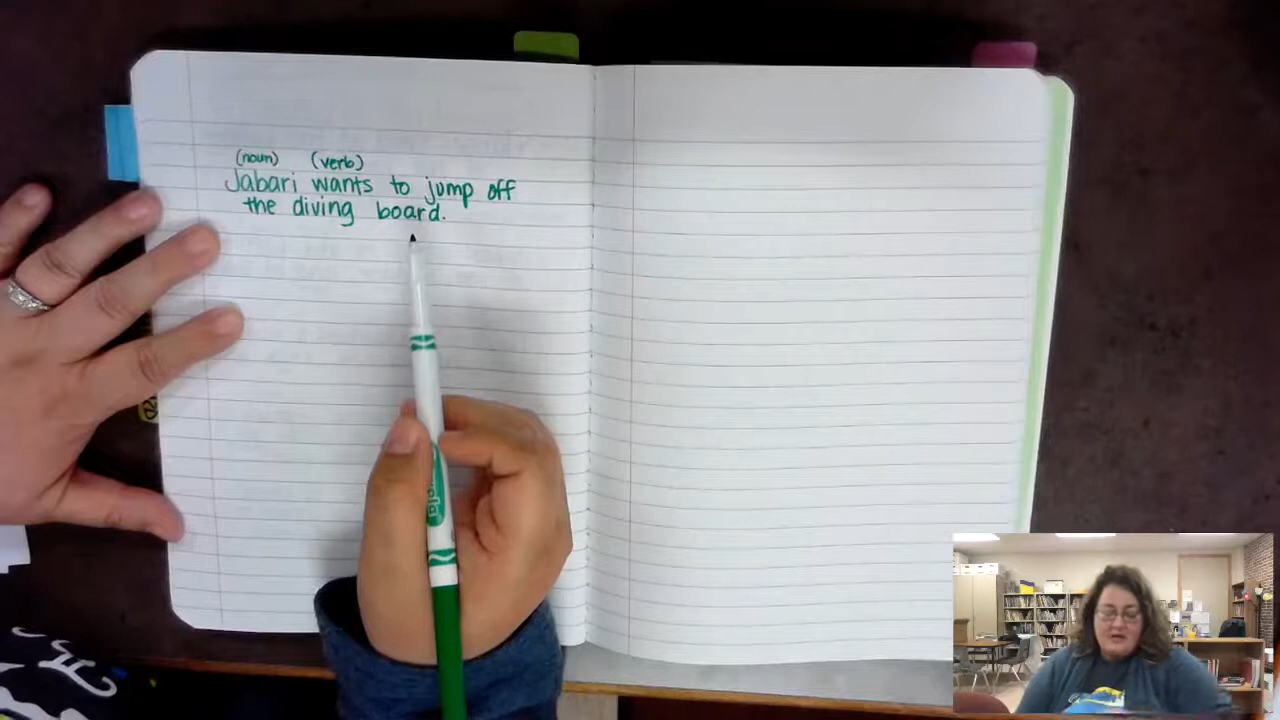 (noun) (verb)
Jabari wants to jump off
the diving board.